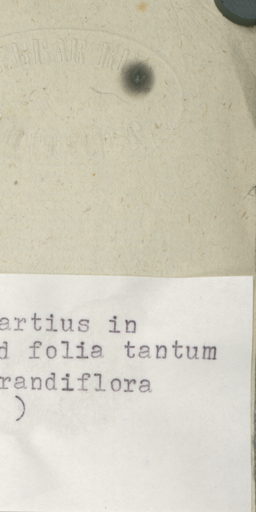 artius in
d folia tantum
randiflora
)